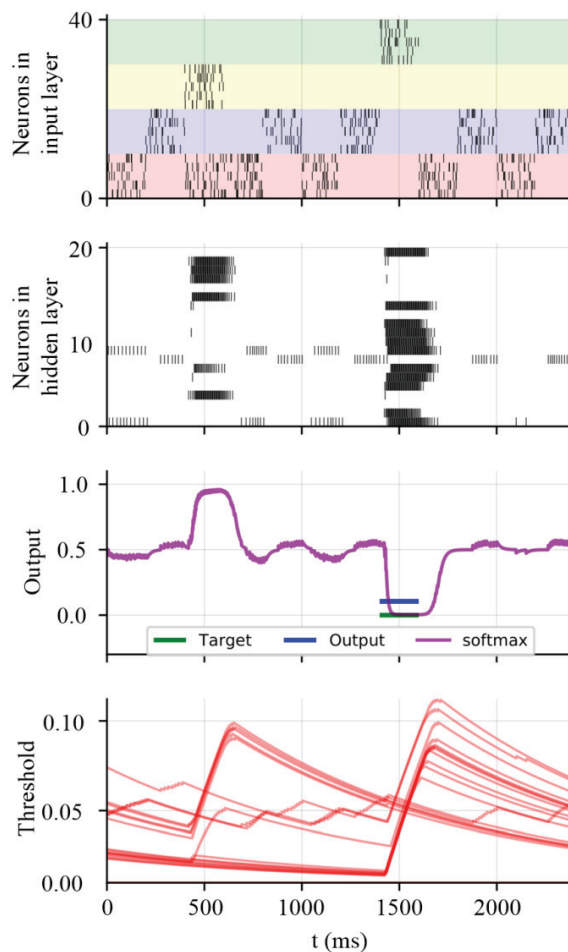 40
20
0
Neurons in
input layer
20
10
0
Neurons in
hidden layer
1.0
0.5
0.0
Output
Target Output softmax
0.10
0.05
0.00
Threshold
0 500 1000 1500 2000
t (ms)